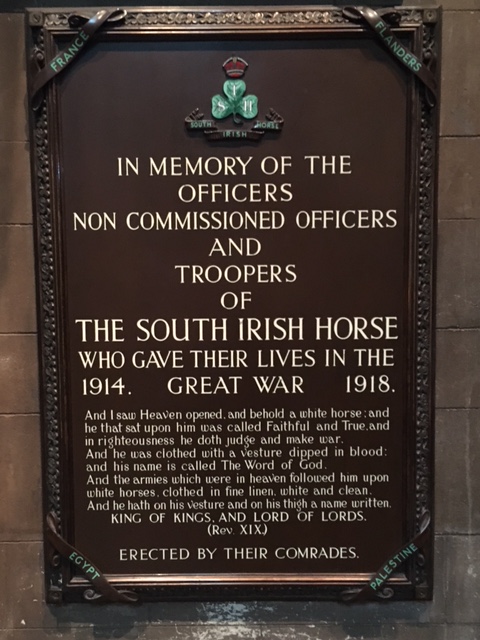 FRANCE
FLANDERS
S I H
SOUTH HORSE
IRISH
IN MEMORY OF THE
OFFICERS
NON COMMISSIONED OFFICERS
AND
TROOPERS
OF
THE SOUTH IRISH HORSE
WHO GAVE THEIR LIVES IN THE
1914. GREAT WAR 1918.
And I saw Heaven opened, and behold a white horse; and
he that sat upon him was called Faithful and True, and
in righteousness he doth judge and make war.
And he was clothed with a vesture dipped in blood:
and his name is called The Word of God.
And the armies which were in heaven followed him upon
white horses, clothed in fine linen, white and clean.
And he hath on his vesture and on his thigh a name written,
KING OF KINGS, AND LORD OF LORDS.
(Rev. XIX.)
ERECTED BY THEIR COMRADES.
EGYPT
PALESTINE